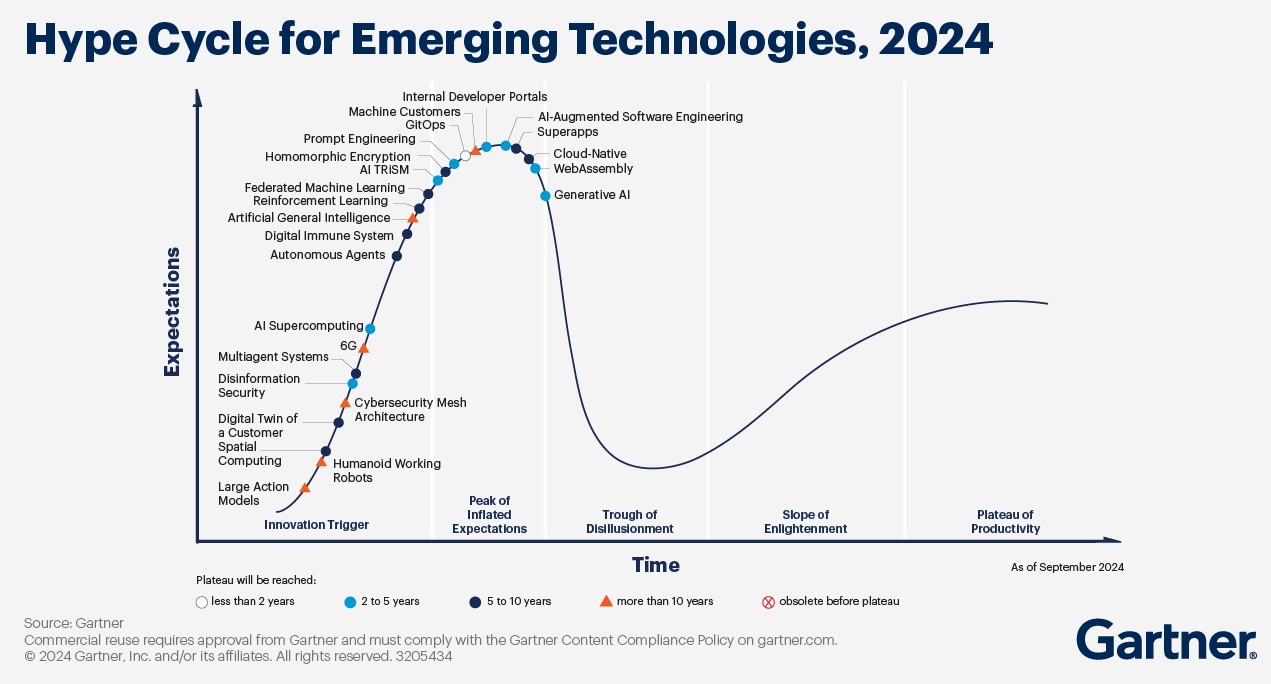 Hype Cycle for Emerging Technologies, 2024
Internal Developer Portals
Machine Customers
GitOps
Prompt Engineering
Homomorphic Encryption
AI TRiSM
Federated Machine Learning
Reinforcement Learning
Artificial General Intelligence
Digital Immune System
Autonomous Agents
AI Supercomputing
6G
Multiagent Systems
Disinformation
Security
Digital Twin of
a Customer
Spatial
Computing
Large Action
Models
AI-Augmented Software Engineering
Superapps
Cloud-Native
WebAssembly
Generative AI
Cybersecurity Mesh
Architecture
Humanoid Working
Robots
Expectations
Innovation Trigger
Peak of
Inflated
Expectations
Trough of
Disillusionment
Slope of
Enlightenment
Plateau of
Productivity
Time
As of September 2024
Plateau will be reached:
less than 2 years
2 to 5 years
5 to 10 years
more than 10 years
obsolete before plateau
Source: Gartner
Commercial reuse requires approval from Gartner and must comply with the Gartner Content Compliance Policy on gartner.com.
© 2024 Gartner, Inc. and/or its affiliates. All rights reserved. 3205434
Gartner®